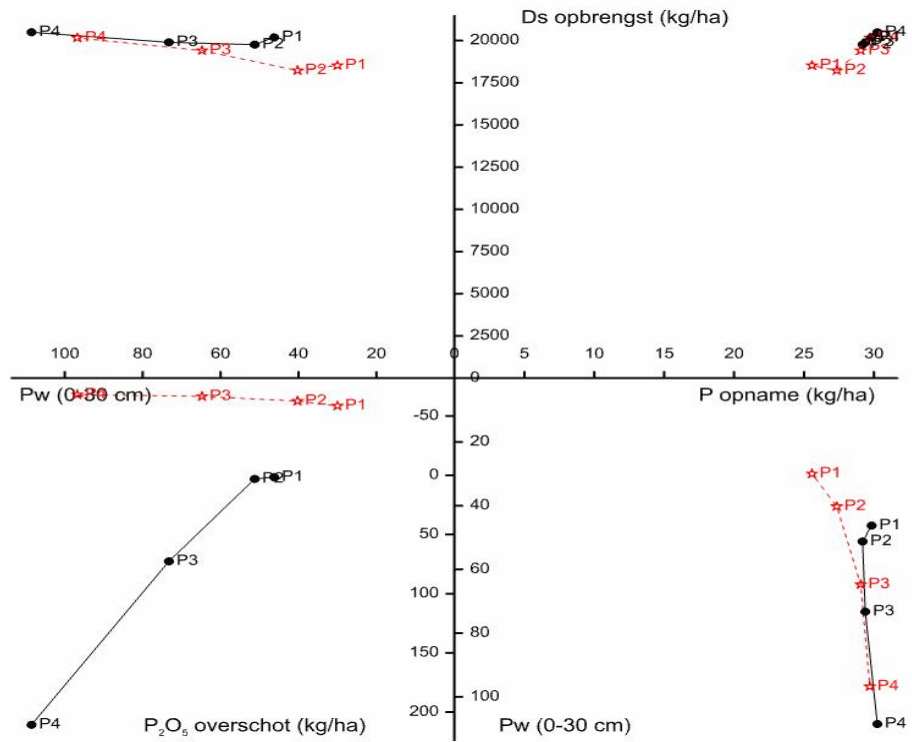 Ds opbrengst (kg/ha)
P4 P4 P3 P3 P2 P1 P2 P1
20000
P4 P3 P1 P2
17500
15000
12500
10000
7500
5000
2500
100 80 60 40 20 0 5 10 15 20 25 30
0
Pw (0-30 cm)
P opname (kg/ha)
P3 P2 P1
-50
20
0
P2 P1
P1
40
P2
50
P1
P2
P3
60
P3
100
P3
80
150
P4
100
200
P4
P4
P2O5 overschot (kg/ha)
Pw (0-30 cm)